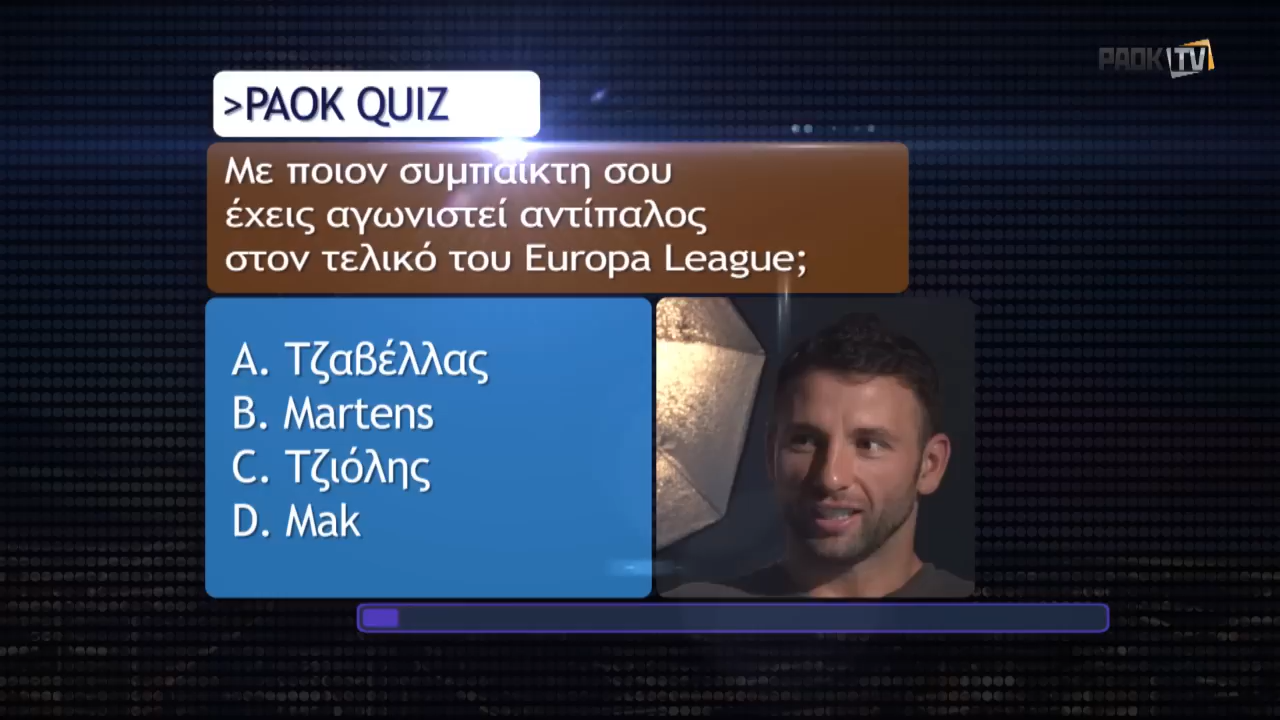 PAOK TV
>PAOK QUIZ
Με ποιον συμπαίκτη σου
έχεις αγωνιστεί αντίπαλος
στον τελικό του Europa League;
A. Τζαβέλλας
B. Martens
C. Τζιόλης
D. Mak